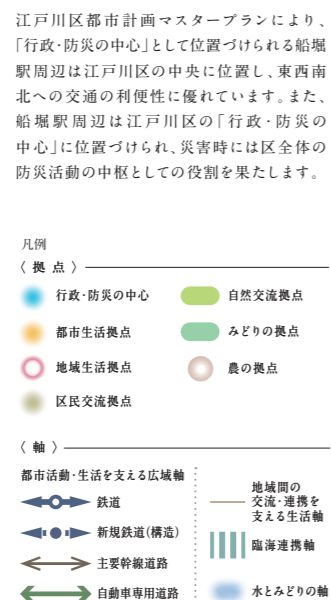 江戸川区都市計画マスタープランにより、
「行政・防災の中心」として位置づけられる船堀
駅周辺は江戸川区の中央に位置し、東西南
北への交通の利便性に優れています。また、
船堀駅周辺は江戸川区の「行政・防災の
中心」に位置づけられ、災害時には区全体の
防災活動の中枢としての役割を果たします。
凡例
〈 拠 点 〉
行政・防災の中心
都市生活拠点
地域生活拠点
区民交流拠点
自然交流拠点
みどりの拠点
農の拠点
〈 軸 〉
都市活動・生活を支える広域軸
鉄道
新規鉄道(構造)
主要幹線道路
自動車専用道路
地域間の
交流・連携を
支える生活軸
臨海連携軸
水とみどりの軸